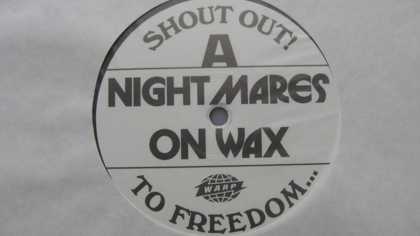 SHOUT OUT!
A
NIGHTMARES
ON WAX
WARP
TO FREEDOM...